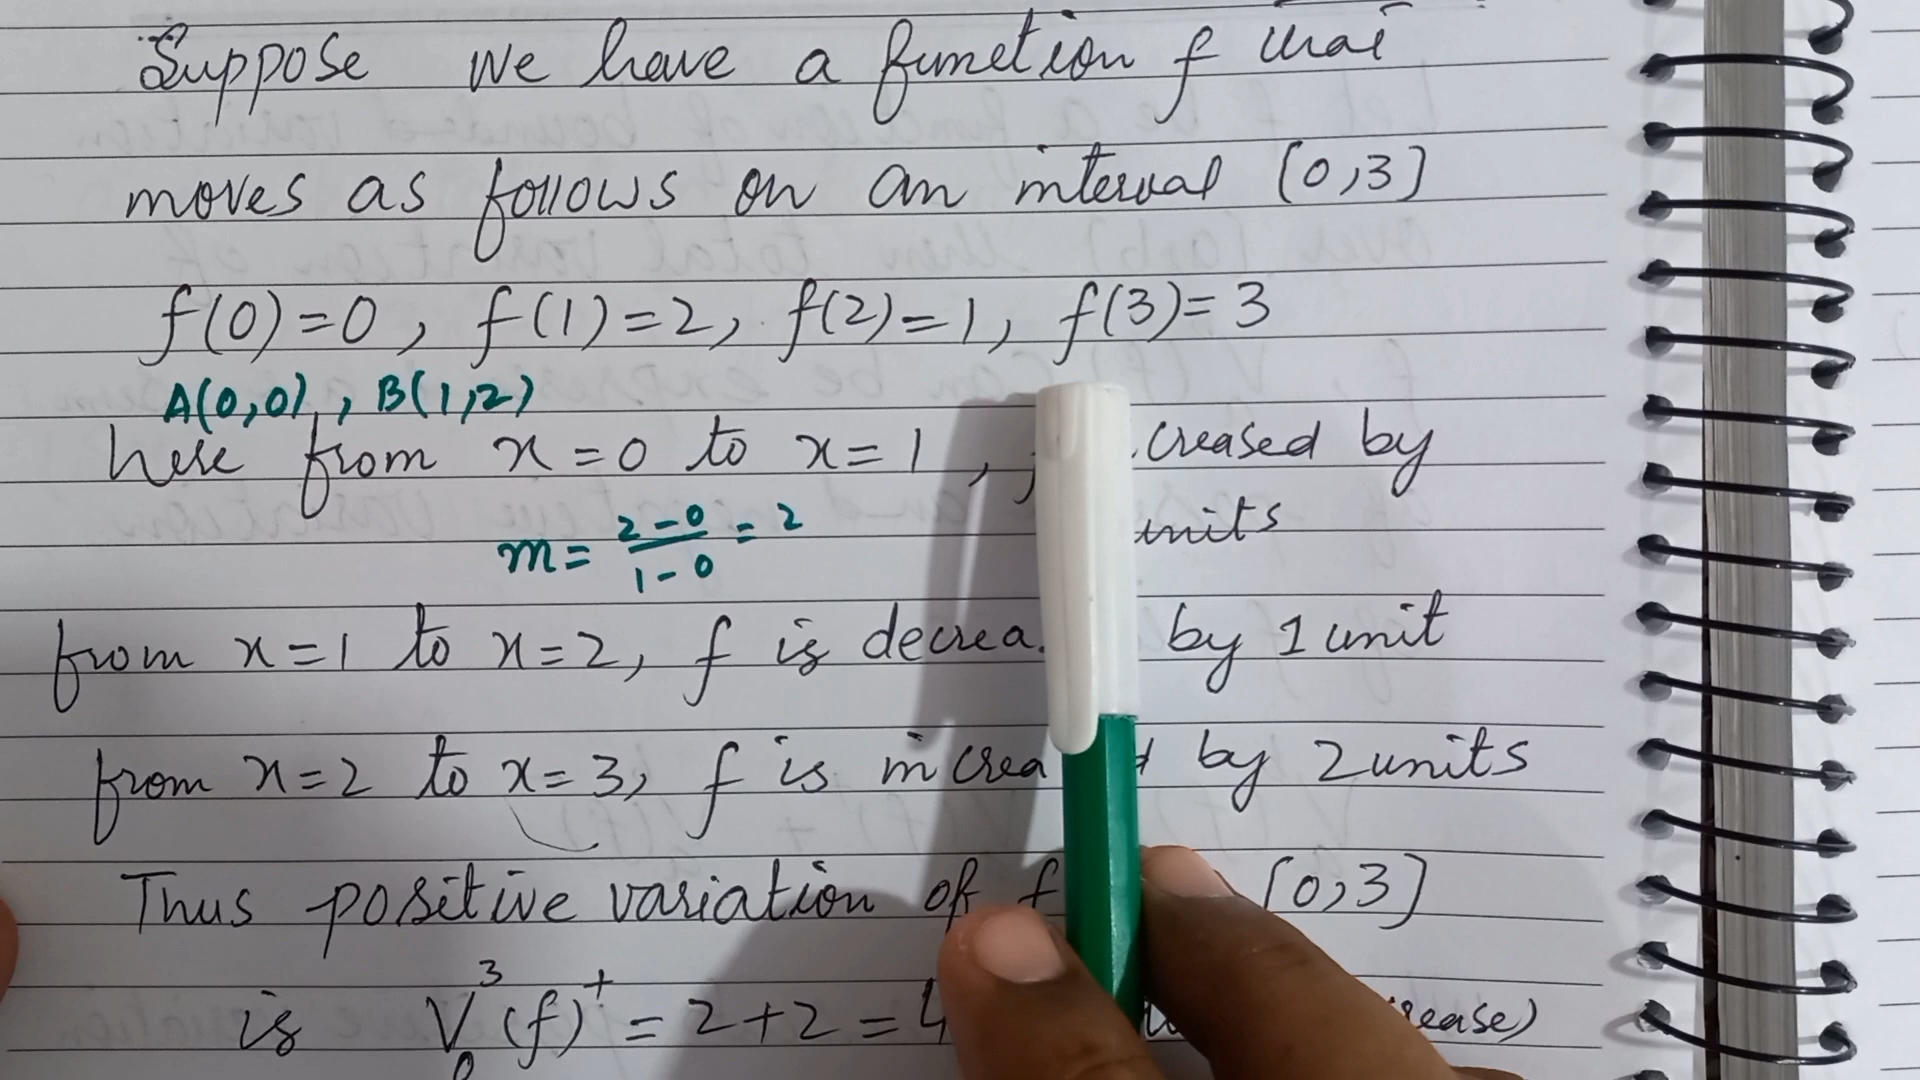 Suppose we have a function f that
moves as follows on an interval [0,3]
f(0)=0, f(1)=2, f(2)=1, f(3)=3
A(0,0), B(1,2)
here from x=0 to x=1, creased by
m= 2-0/1-0 = 2 units
from x=1 to x=2, f is decrea by 1 unit
from x=2 to x=3, f is increa d by 2 units
Thus positive variation of f [0,3]
is V₀³(f)⁺ = 2+2=4 rease)